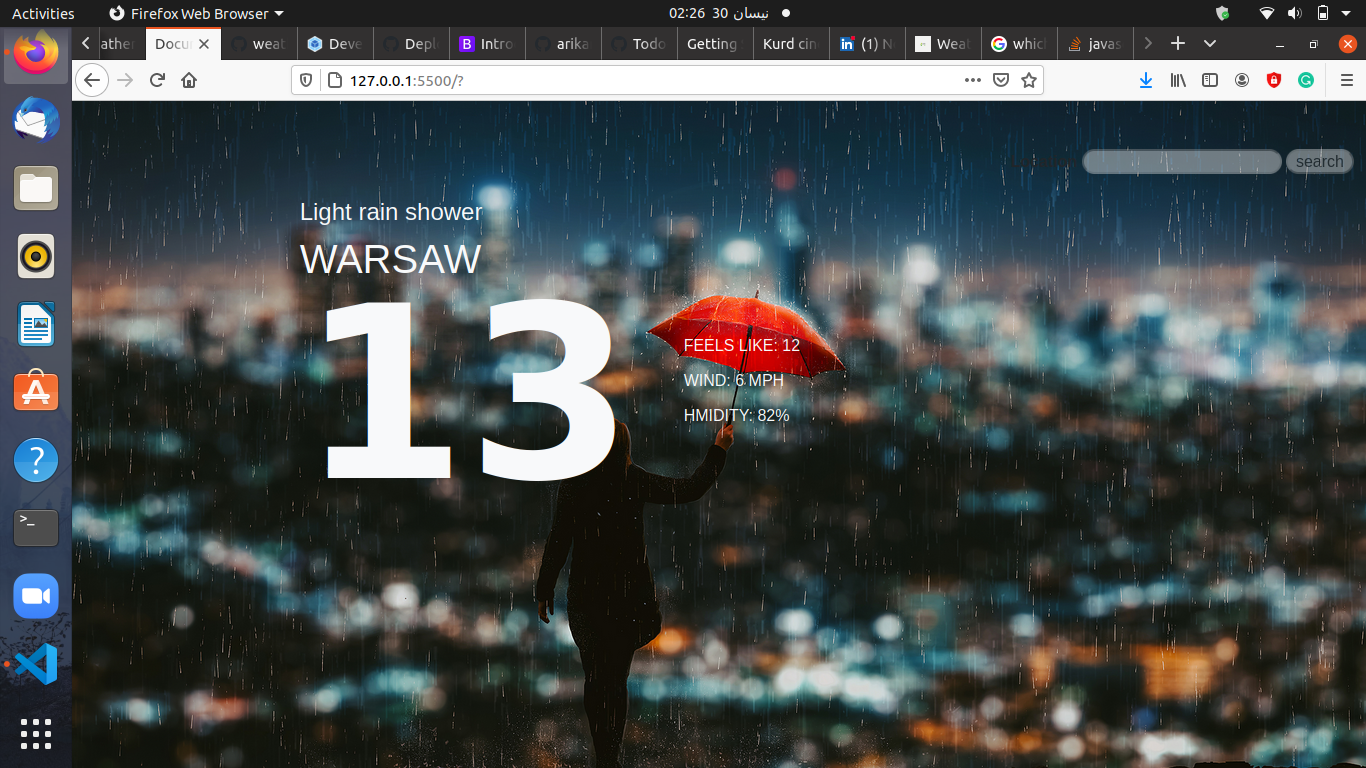 Activities
Firefox Web Browser
02:26 30 نيسان
ather
Docu
weat
Deve
Depl
Intro
arika
Todo
Getting
Kurd cin
(1) N
Weat
which
javas
127.0.0.1:5500/?
search
Light rain shower
WARSAW
13
FEELS LIKE: 12
WIND: 6 MPH
HMIDITY: 82%